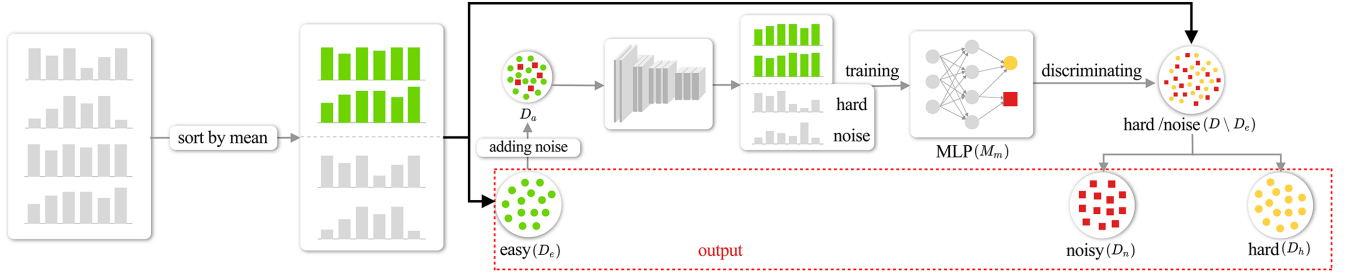 sort by mean
D_a
adding noise
easy (D_e)
hard
noise
training
MLP (M_m)
discriminating
hard /noise (D \ D_e)
output
noisy (D_n)
hard (D_h)